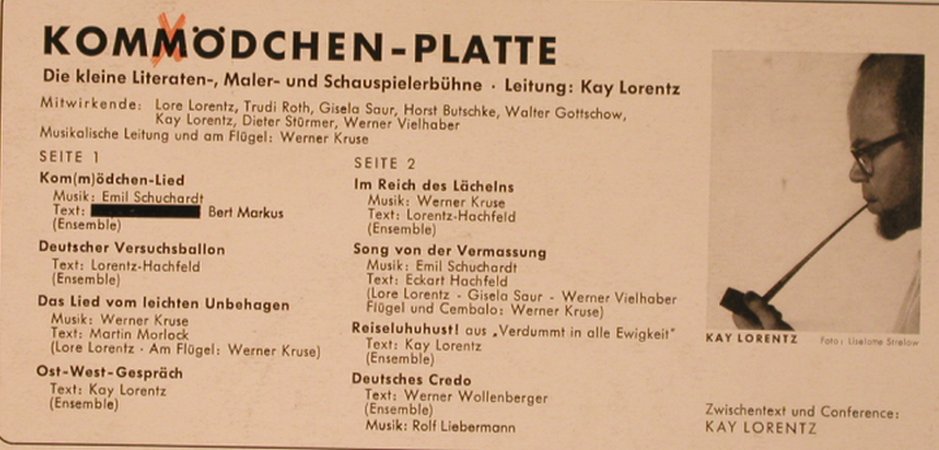 KOMMÖDCHEN-PLATTE
Die kleine Literaten-, Maler- und Schauspielerbühne · Leitung: Kay Lorentz
Mitwirkende: Lore Lorentz, Trudi Roth, Gisela Saur, Horst Butschke, Walter Gottschow,
Kay Lorentz, Dieter Stürmer, Werner Vielhaber
Musikalische Leitung und am Flügel: Werner Kruse
SEITE 1
Kom(m)ödchen-Lied
Musik: Emil Schuchardt
Text: Bert Markus
(Ensemble)
Deutscher Versuchsballon
Text: Lorentz-Hachfeld
(Ensemble)
Das Lied vom leichten Unbehagen
Musik: Werner Kruse
Text: Martin Morlock
(Lore Lorentz · Am Flügel: Werner Kruse)
Ost-West-Gespräch
Text: Kay Lorentz
(Ensemble)
SEITE 2
Im Reich des Lächelns
Musik: Werner Kruse
Text: Lorentz-Hachfeld
(Ensemble)
Song von der Vermassung
Musik: Emil Schuchardt
Text: Eckart Hachfeld
(Lore Lorentz - Gisela Saur - Werner Vielhaber
Flügel und Cembalo: Werner Kruse)
Reiseluhuhust! aus „Verdummt in alle Ewigkeit"
Text: Kay Lorentz
(Ensemble)
Deutsches Credo
Text: Werner Wollenberger
(Ensemble)
Musik: Rolf Liebermann
KAY LORENTZ Foto: Liselotte Strelow
Zwischentext und Conference:
KAY LORENTZ